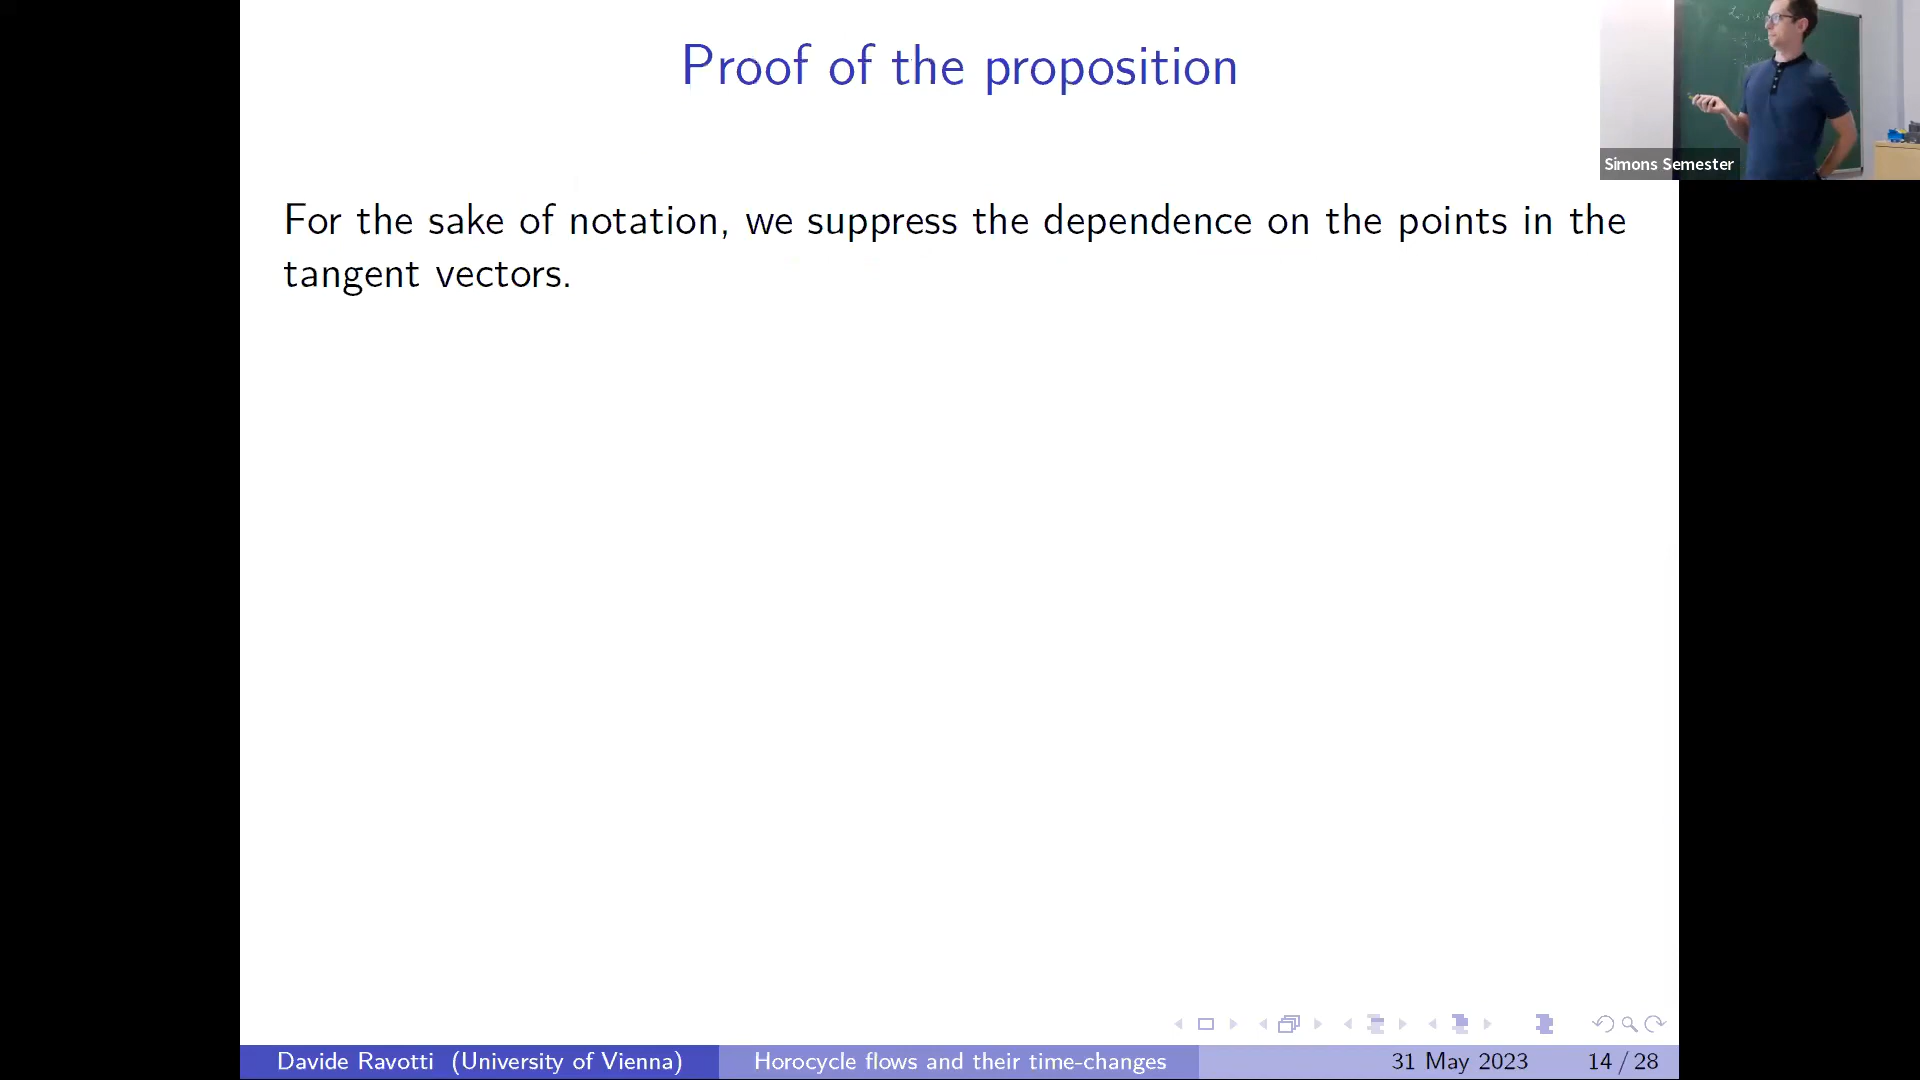 Proof of the proposition
Simons Semester
For the sake of notation, we suppress the dependence on the points in the
tangent vectors.
Davide Ravotti (University of Vienna) Horocycle flows and their time-changes 31 May 2023 14 / 28